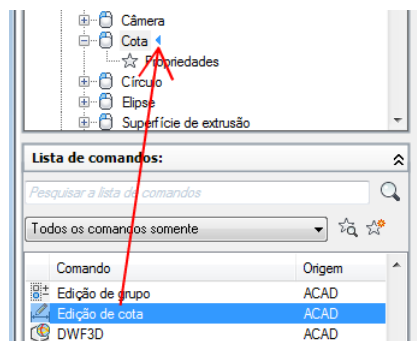 Câmera
Cota
Propriedades
Círculo
Elipse
Superfície de extrusão
Lista de comandos:
Pesquisar a lista de comandos
Todos os comandos somente
Comando Origem
Edição de grupo ACAD
Edição de cota ACAD
DWF3D ACAD